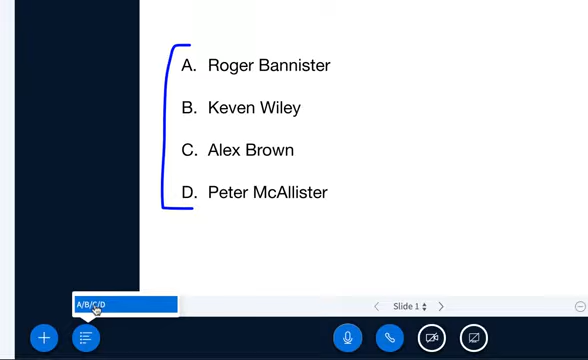 A. Roger Bannister
B. Keven Wiley
C. Alex Brown
D. Peter McAllister
A/B/C/D
Slide 1